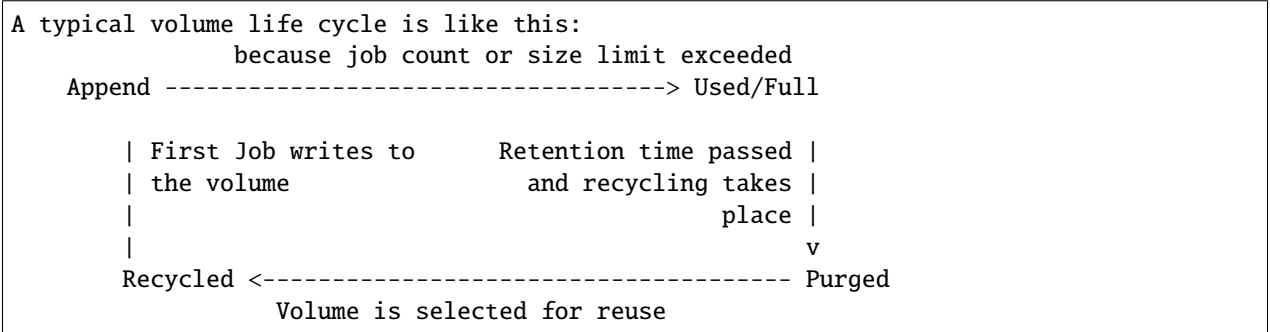 A typical volume life cycle is like this:
                because job count or size limit exceeded
    Append ------------------------------------> Used/Full

        | First Job writes to      Retention time passed |
        | the volume                 and recycling takes |
        |                                          place |
        |                                                v
        Recycled <-------------------------------------- Purged
                   Volume is selected for reuse